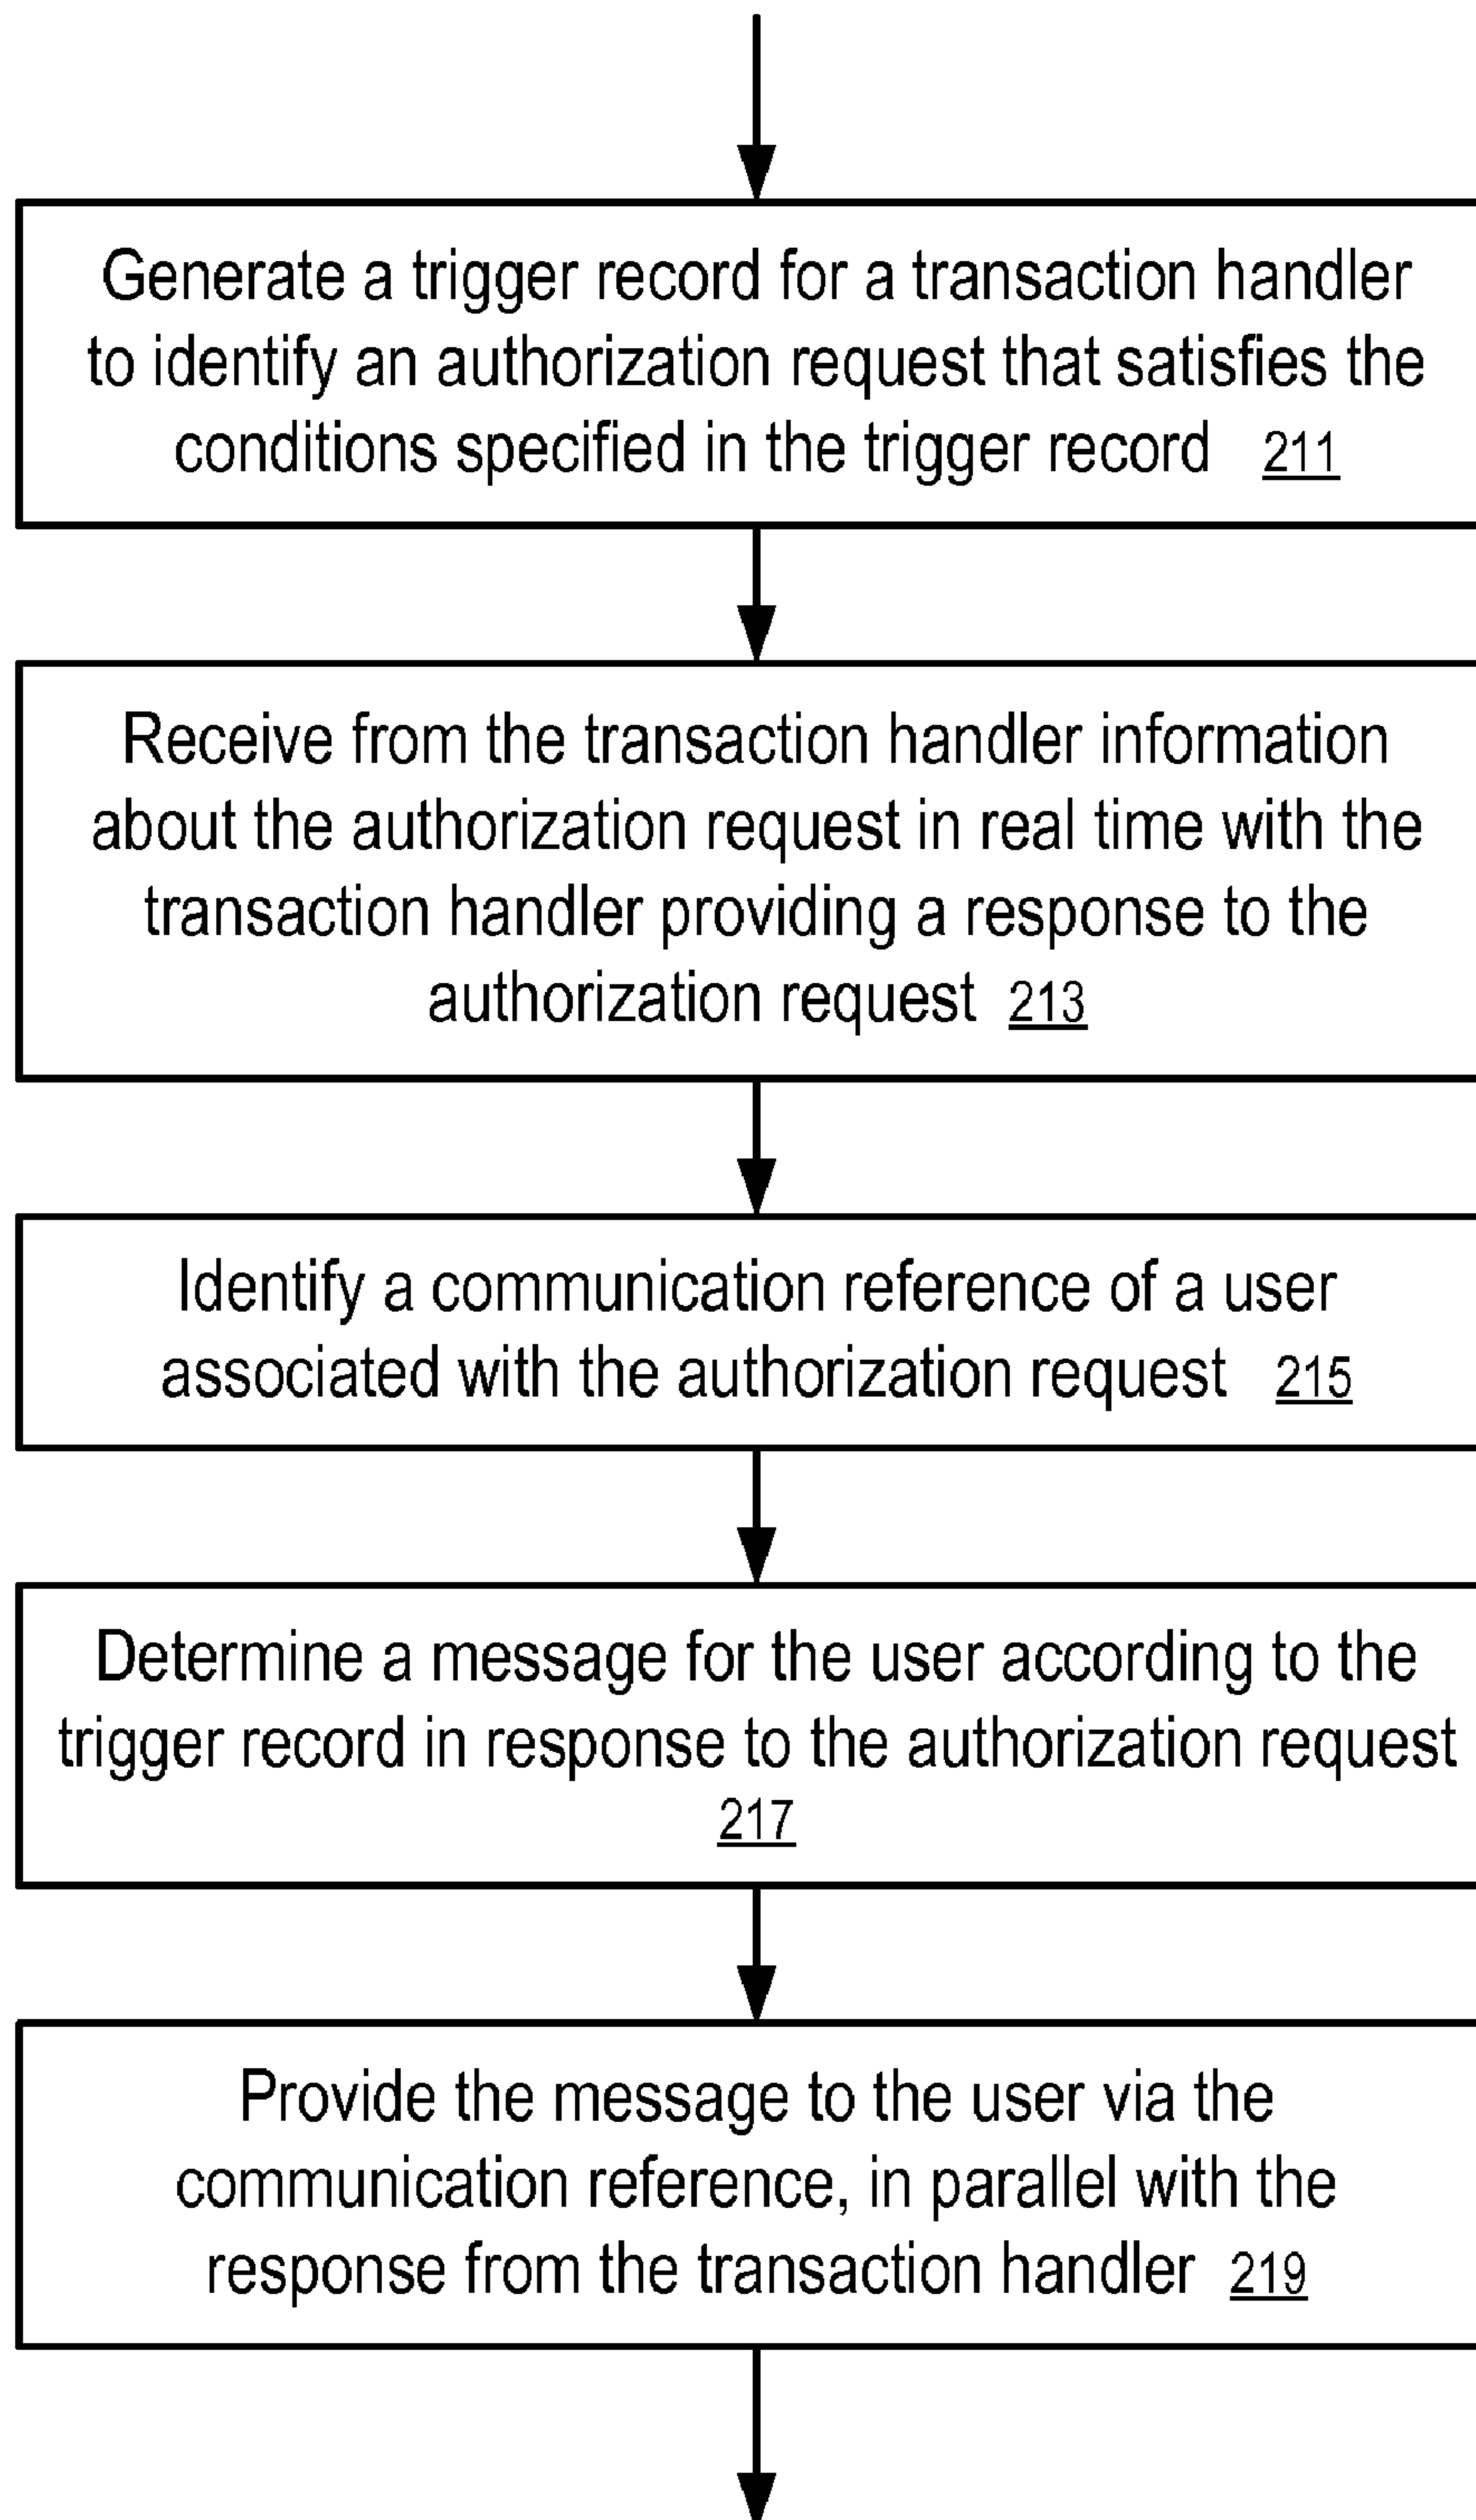 Generate a trigger record for a transaction handler
to identify an authorization request that satisfies the
conditions specified in the trigger record 211
Receive from the transaction handler information
about the authorization request in real time with the
transaction handler providing a response to the
authorization request 213
Identify a communication reference of a user
associated with the authorization request 215
Determine a message for the user according to the
trigger record in response to the authorization request
217
Provide the message to the user via the
communication reference, in parallel with the
response from the transaction handler 219